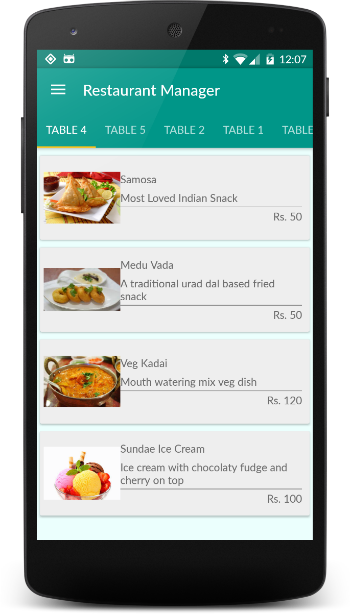 12:07
Restaurant Manager
TABLE 4 TABLE 5 TABLE 2 TABLE 1 TABLE
Samosa
Most Loved Indian Snack
Rs. 50
Medu Vada
A traditional urad dal based fried
snack
Rs. 50
Veg Kadai
Mouth watering mix veg dish
Rs. 120
Sundae Ice Cream
Ice cream with chocolaty fudge and
cherry on top
Rs. 100